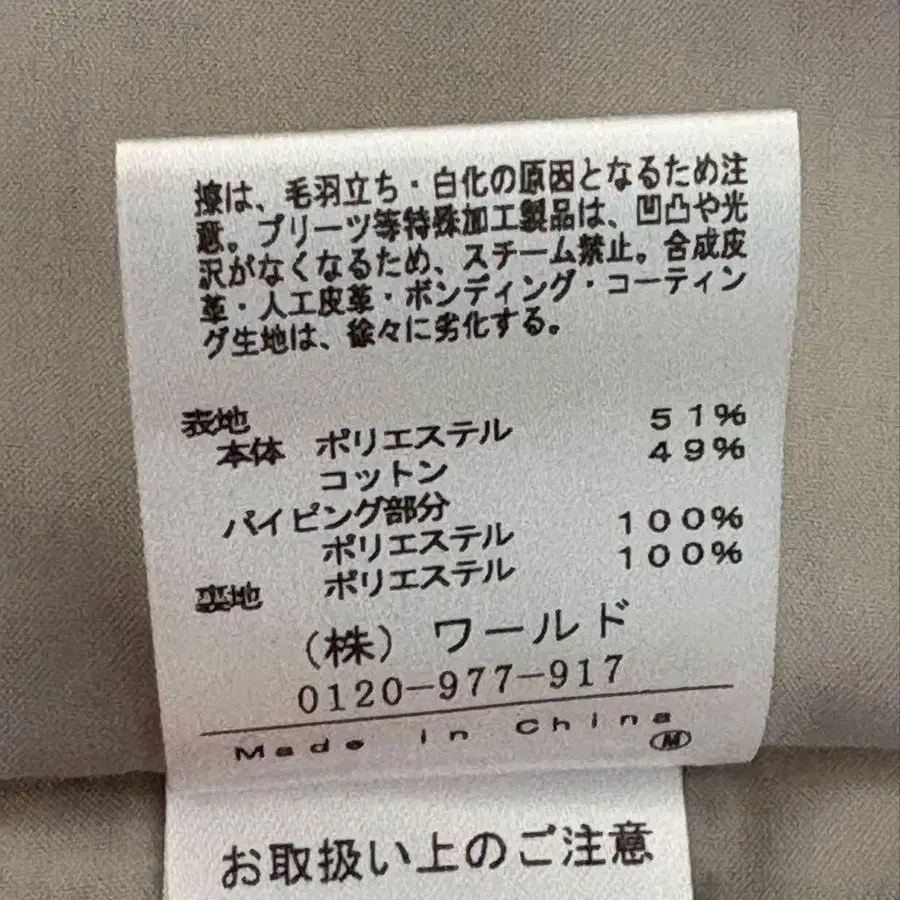 擦は、毛羽立ち・白化の原因となるため注
意。プリーツ等特殊加工製品は、凹凸や光
沢がなくなるため、スチーム禁止。合成皮
革・人工皮革・ボンディング・コーティン
グ生地は、徐々に劣化する。
表地
本体 ポリエステル 51%
コットン 49%
パイピング部分
ポリエステル 100%
裏地 ポリエステル 100%
(株) ワールド
0120-977-917
Made in China
M
お取扱い上のご注意